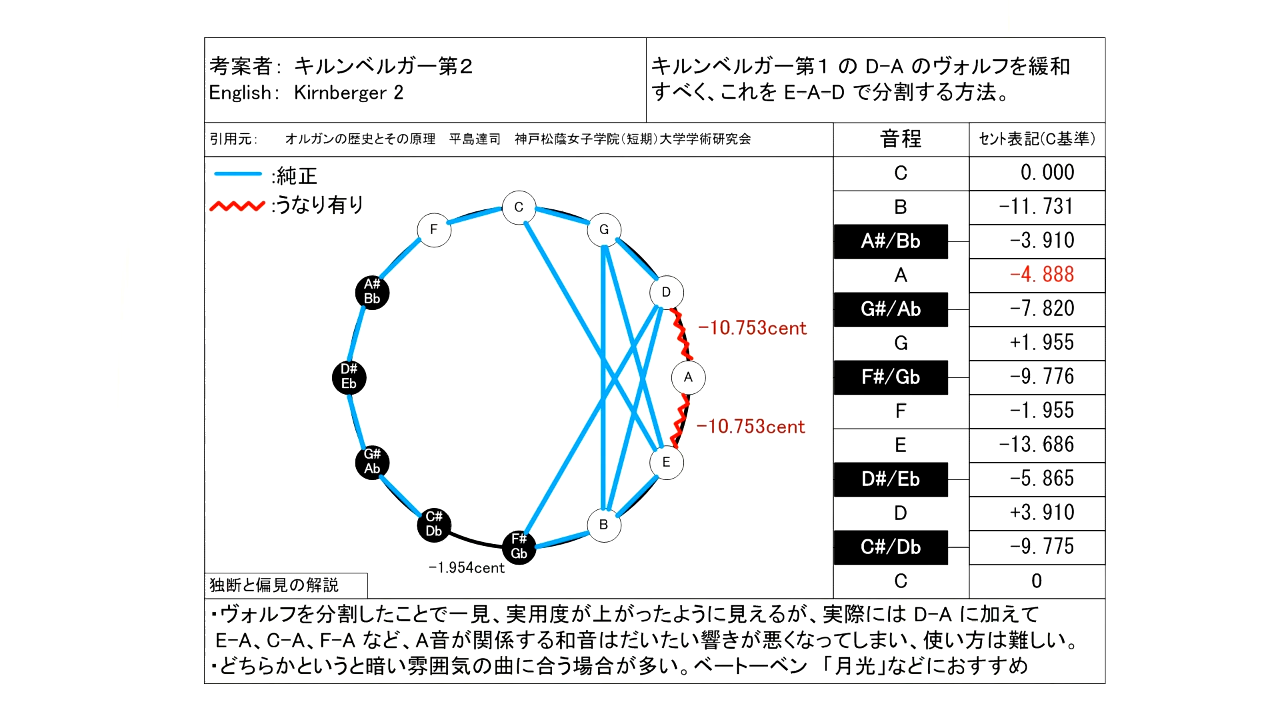 考案者： キルンベルガー第２
English： Kirnberger 2
キルンベルガー第１ の D-A のヴォルフを緩和
すべく、これを E-A-D で分割する方法。
引用元： オルガンの歴史とその原理 平島達司 神戸松蔭女子学院（短期）大学学術研究会
音程 ｾﾝﾄ表記(C基準)
C 0.000
B -11.731
A#/Bb -3.910
A -4.888
G#/Ab -7.820
G +1.955
F#/Gb -9.776
F -1.955
E -13.686
D#/Eb -5.865
D +3.910
C#/Db -9.775
C 0
:純正
:うなり有り
C
G
D
-10.753cent
A
-10.753cent
E
B
F#
Gb
-1.954cent
C#
Db
G#
Ab
D#
Eb
A#
Bb
F
独断と偏見の解説
・ヴォルフを分割したことで一見、実用度が上がったように見えるが、実際には D-A に加えて
E-A、C-A、F-A など、A音が関係する和音はだいたい響きが悪くなってしまい、使い方は難しい。
・どちらかというと暗い雰囲気の曲に合う場合が多い。ベートーベン 「月光」などにおすすめ